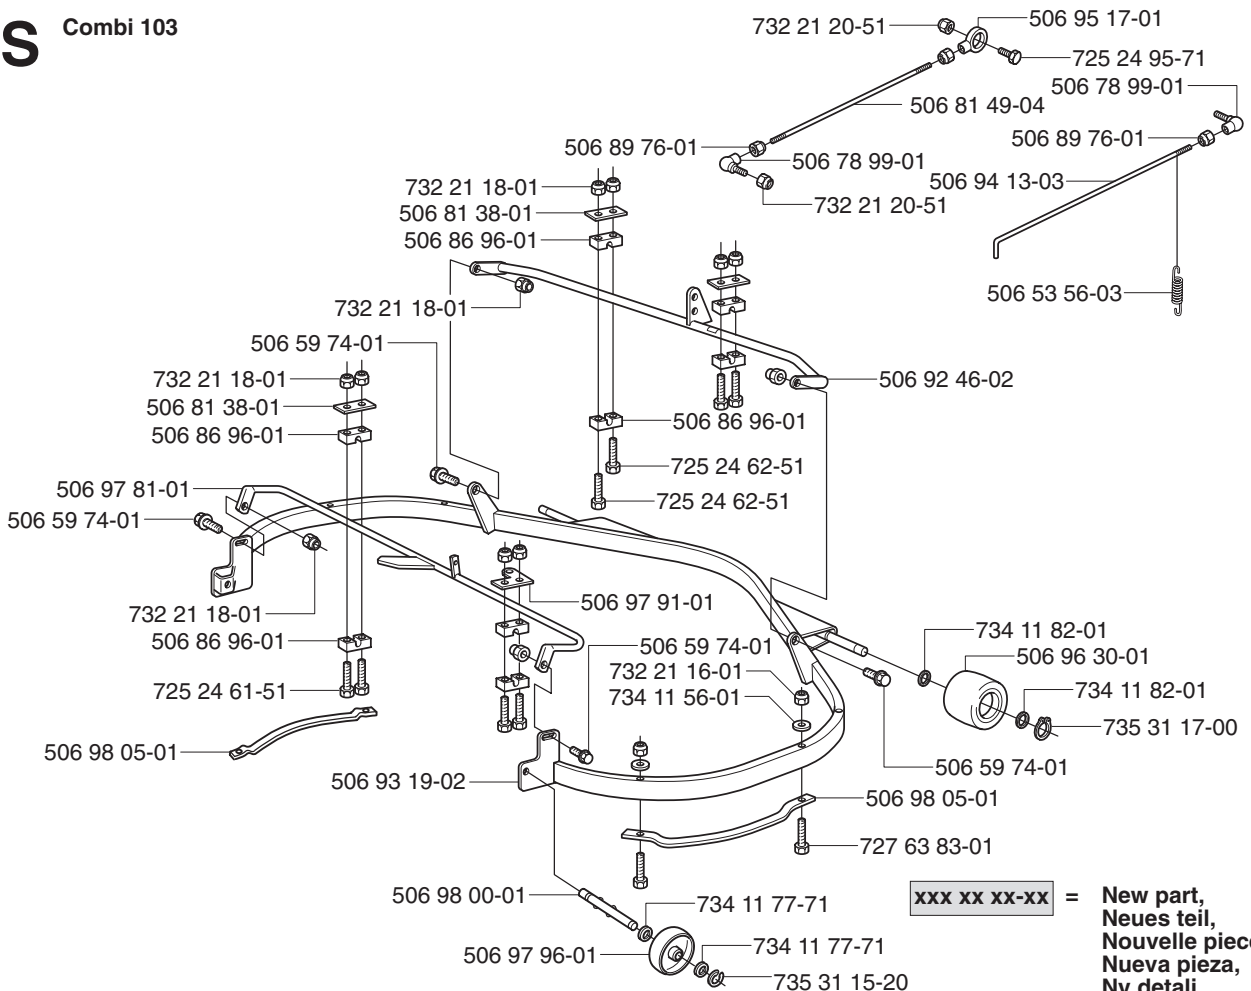 S
Combi 103
732 21 20-51
506 95 17-01
725 24 95-71
506 78 99-01
506 81 49-04
506 89 76-01
506 89 76-01
506 78 99-01
506 94 13-03
732 21 18-01
732 21 20-51
506 81 38-01
506 86 96-01
506 53 56-03
732 21 18-01
506 59 74-01
732 21 18-01
506 92 46-02
506 81 38-01
506 86 96-01
506 86 96-01
725 24 62-51
506 97 81-01
725 24 62-51
506 59 74-01
506 97 91-01
732 21 18-01
734 11 82-01
506 86 96-01
506 59 74-01
506 96 30-01
732 21 16-01
725 24 61-51
734 11 82-01
734 11 56-01
735 31 17-00
506 98 05-01
506 59 74-01
506 93 19-02
506 98 05-01
727 63 83-01
506 98 00-01
734 11 77-71
xxx xx xx-xx = New part,
Neues teil,
Nouvelle piece
Nueva pieza,
Ny detalj
734 11 77-71
506 97 96-01
735 31 15-20